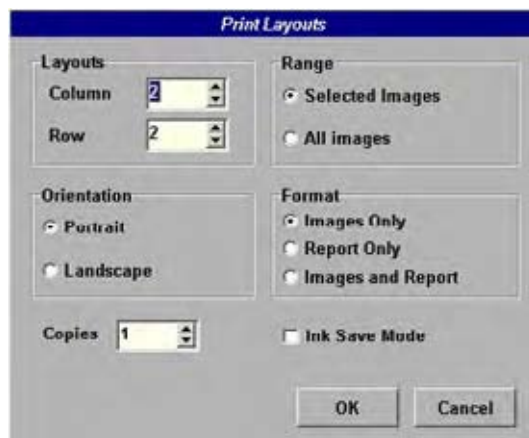 Print Layouts
Layouts
Column 2
Row 2
Range
Selected Images
All images
Orientation
Portrait
Landscape
Format
Images Only
Report Only
Images and Report
Copies 1
Ink Save Mode
OK Cancel